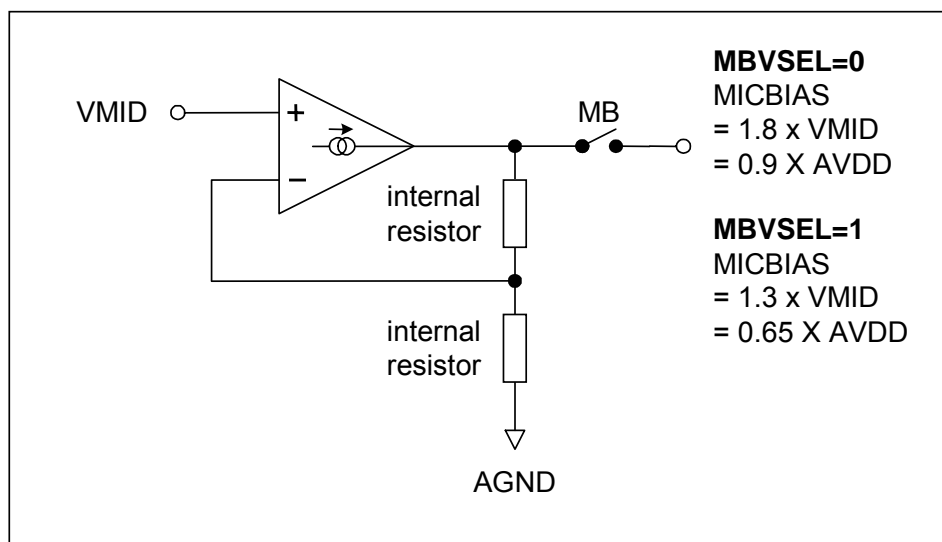 VMID
+
−
MB
internal
resistor
internal
resistor
AGND
MBVSEL=0
MICBIAS
= 1.8 x VMID
= 0.9 X AVDD
MBVSEL=1
MICBIAS
= 1.3 x VMID
= 0.65 X AVDD